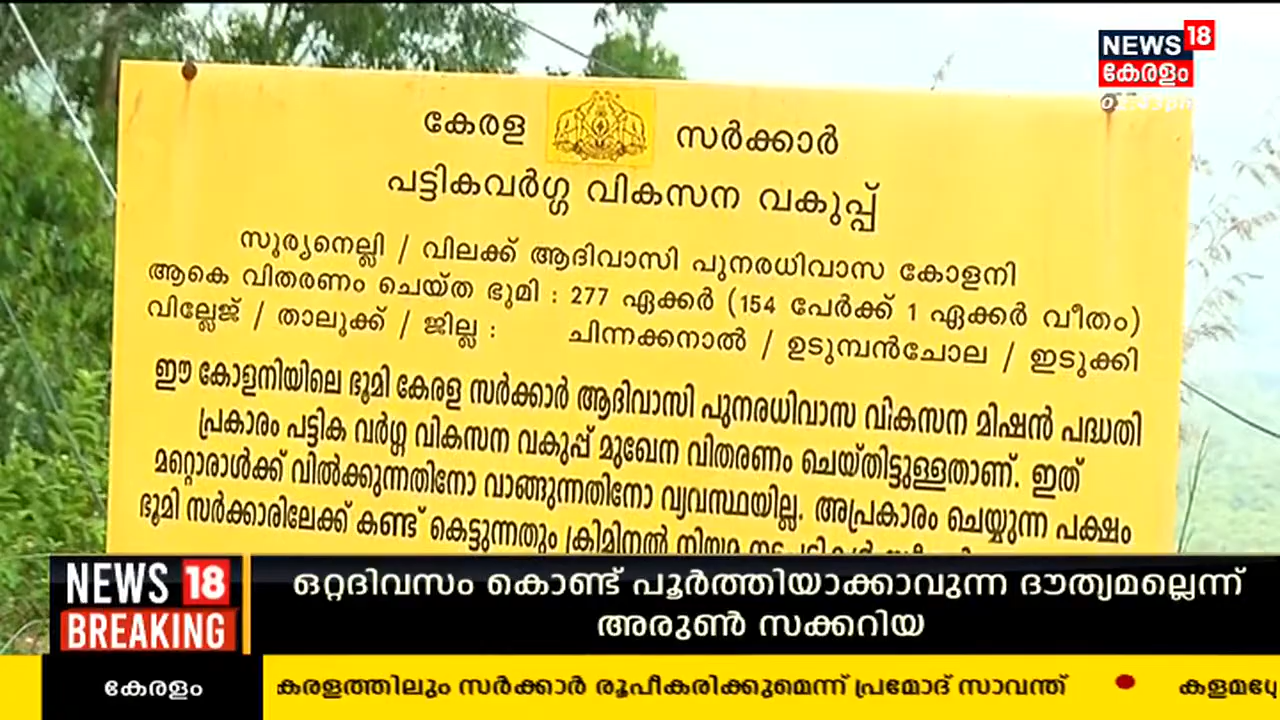 NEWS 18
കേരളം
കേരള സർക്കാർ
പട്ടികവർഗ്ഗ വികസന വകുപ്പ്
സൂര്യനെല്ലി / വിലക്ക് ആദിവാസി പുനരധിവാസ കോളനി
ആകെ വിതരണം ചെയ്ത ഭൂമി : 277 ഏക്കർ (154 പേർക്ക് 1 ഏക്കർ വീതം)
വില്ലേജ് / താലുക്ക് / ജില്ല : ചിന്നക്കനാൽ / ഉടുമ്പൻചോല / ഇടുക്കി
ഈ കോളനിയിലെ ഭൂമി കേരള സർക്കാർ ആദിവാസി പുനരധിവാസ വികസന മിഷൻ പദ്ധതി
പ്രകാരം പട്ടിക വർഗ്ഗ വികസന വകുപ്പ് മുഖേന വിതരണം ചെയ്തിട്ടുള്ളതാണ്. ഇത്
മറ്റൊരാൾക്ക് വിൽക്കുന്നതിനോ വാങ്ങുന്നതിനോ വ്യവസ്ഥയില്ല. അപ്രകാരം ചെയ്യുന്ന പക്ഷം
ഭൂമി സർക്കാരിലേക്ക് കണ്ട് കെട്ടുന്നതും ക്രിമിനൽ നിയമ
NEWS 18
BREAKING
ഒറ്റദിവസം കൊണ്ട് പൂർത്തിയാക്കാവുന്ന ദൗത്യമല്ലെന്ന്
അരുൺ സക്കറിയ
കേരളം
കരളത്തിലും സർക്കാർ രൂപീകരിക്കുമെന്ന് പ്രമോദ് സാവന്ത്